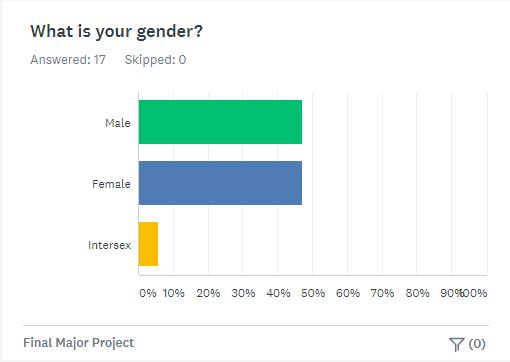 What is your gender?
Answered: 17 Skipped: 0
Male
Female
Intersex
0% 10% 20% 30% 40% 50% 60% 70% 80% 90% 100%
Final Major Project (0)